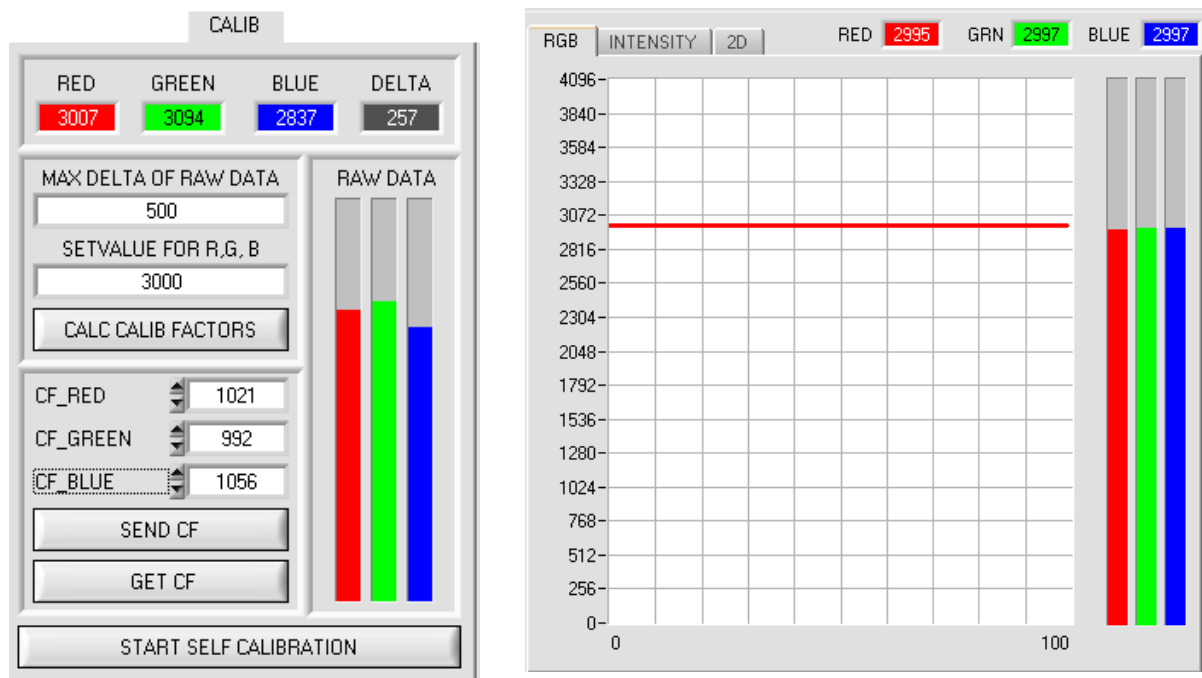 CALIB
RED GREEN BLUE DELTA
3007 3094 2837 257
MAX DELTA OF RAW DATA
500
SETVALUE FOR R,G, B
3000
CALC CALIB FACTORS
RAW DATA
CF_RED 1021
CF_GREEN 992
CF_BLUE 1056
SEND CF
GET CF
START SELF CALIBRATION
RGB INTENSITY 2D RED 2995 GRN 2997 BLUE 2997
4096
3840
3584
3328
3072
2816
2560
2304
2048
1792
1536
1280
1024
768
512
256
0
0 100